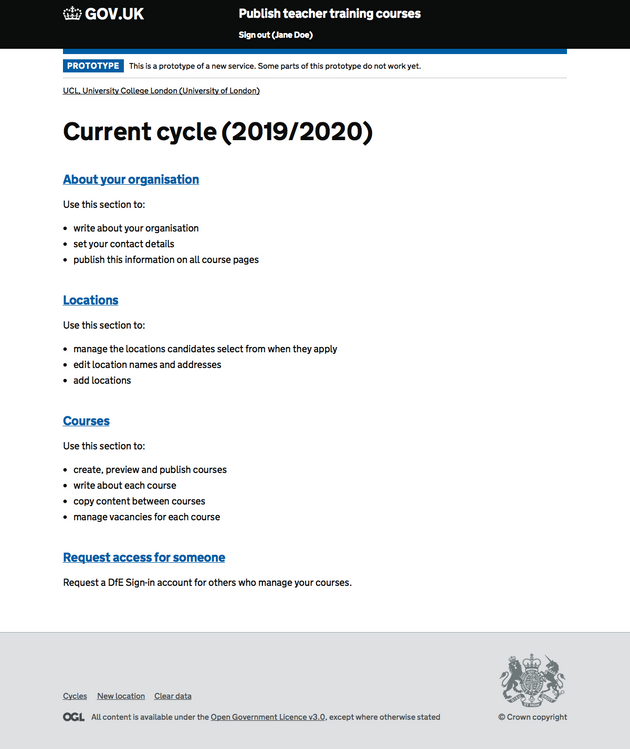 GOV.UK
Publish teacher training courses
Sign out (Jane Doe)
PROTOTYPE This is a prototype of a new service. Some parts of this prototype do not work yet.
UCL, University College London (University of London)
Current cycle (2019/2020)
About your organisation
Use this section to:
• write about your organisation
• set your contact details
• publish this information on all course pages
Locations
Use this section to:
• manage the locations candidates select from when they apply
• edit location names and addresses
• add locations
Courses
Use this section to:
• create, preview and publish courses
• write about each course
• copy content between courses
• manage vacancies for each course
Request access for someone
Request a DfE Sign-in account for others who manage your courses.
Cycles New location Clear data
OGL All content is available under the Open Government Licence v3.0, except where otherwise stated
© Crown copyright